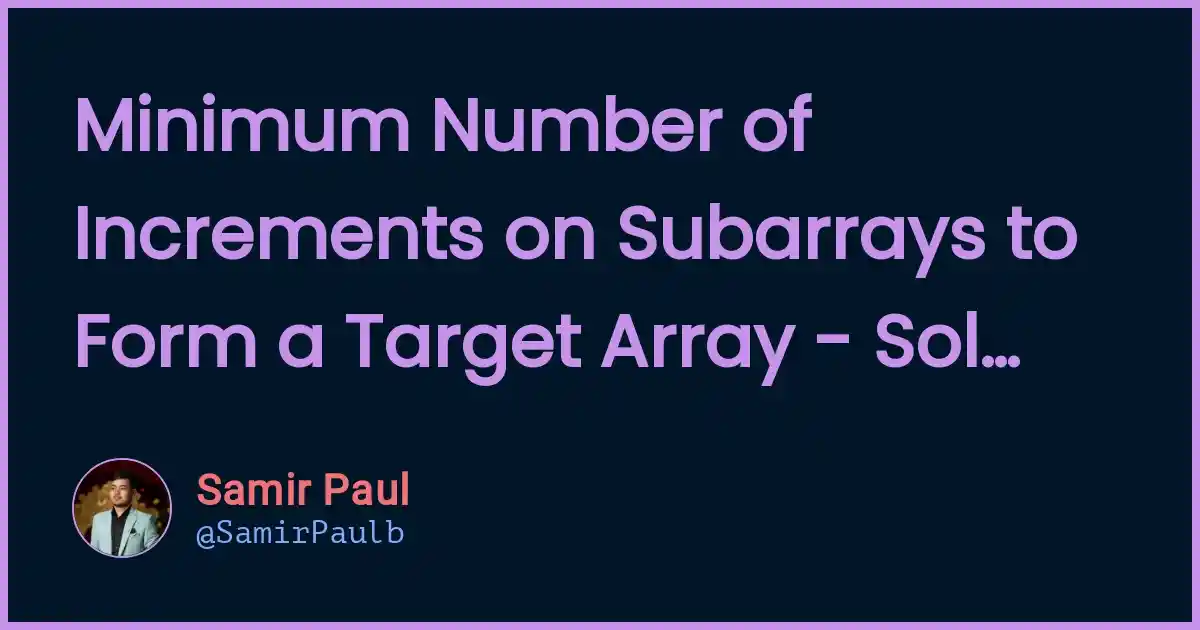 Minimum Number of
Increments on Subarrays to
Form a Target Array - Sol...
Samir Paul
@SamirPaulb